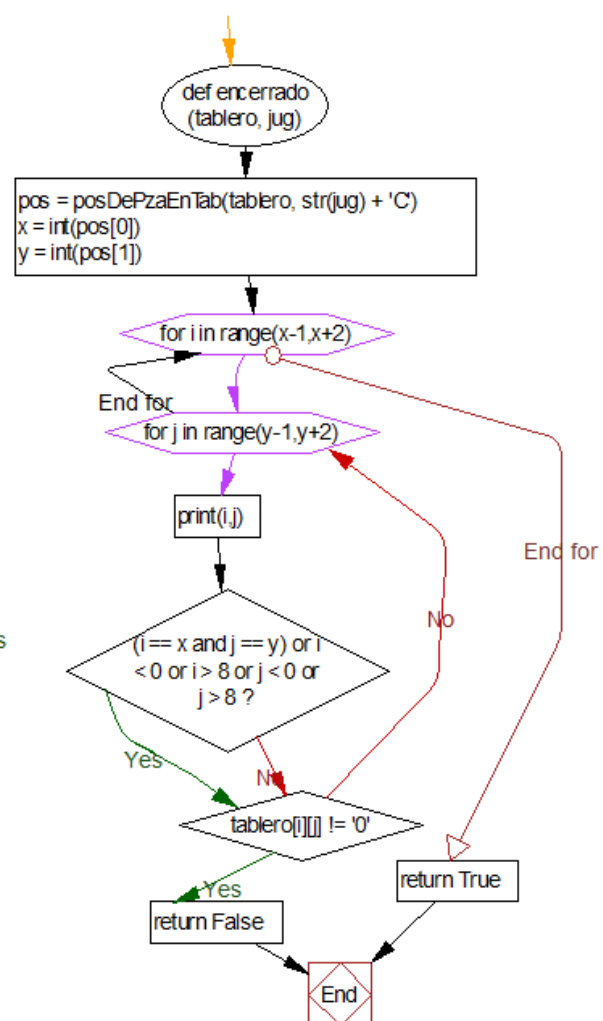 def encerrado
(tablero, jug)
pos = posDePzaEnTab(tablero, str(jug) + 'C')
x = int(pos[0])
y = int(pos[1])
for i in range(x-1,x+2)
End for
for j in range(y-1,y+2)
print(i,j)
End for
(i == x and j == y) or i
< 0 or i > 8 or j < 0 or
j > 8 ?
No
s
Yes
No
tablero[i][j] != '0'
Yes
return False
return True
End